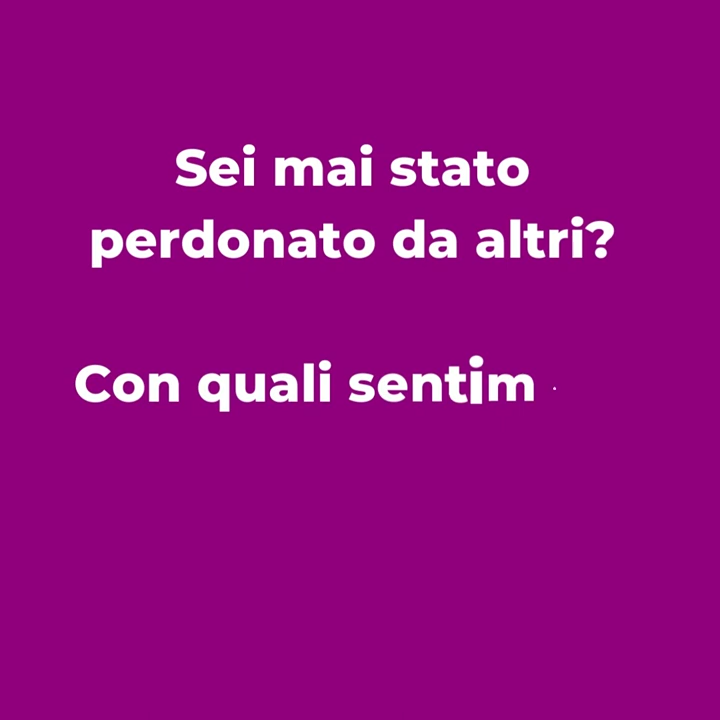 Sei mai stato
perdonato da altri?
Con quali sentim